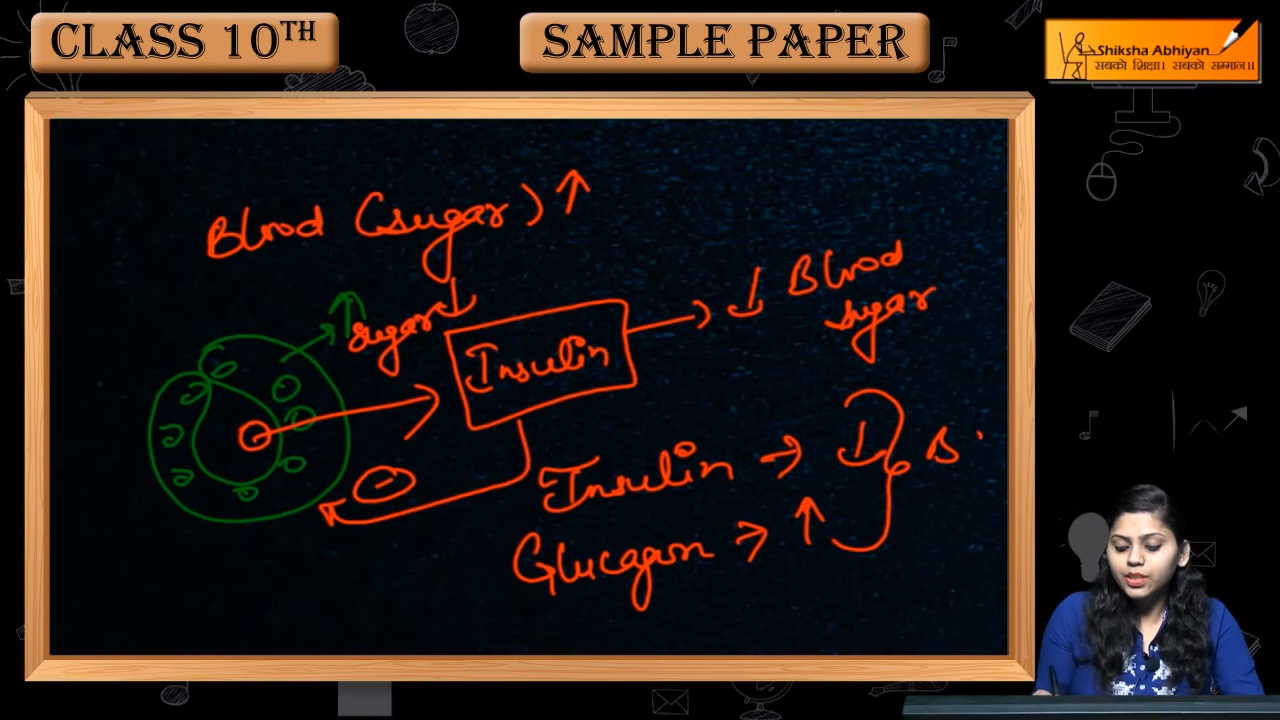 CLASS 10TH
SAMPLE PAPER
Shiksha Abhiyan
सबको शिक्षा। सबको सम्मान॥
Blood (sugar) ↑
↓
↑ sugar
Insulin
→ ↓ Blood
sugar
Insulin → ↓ B
Glucagon → ↑